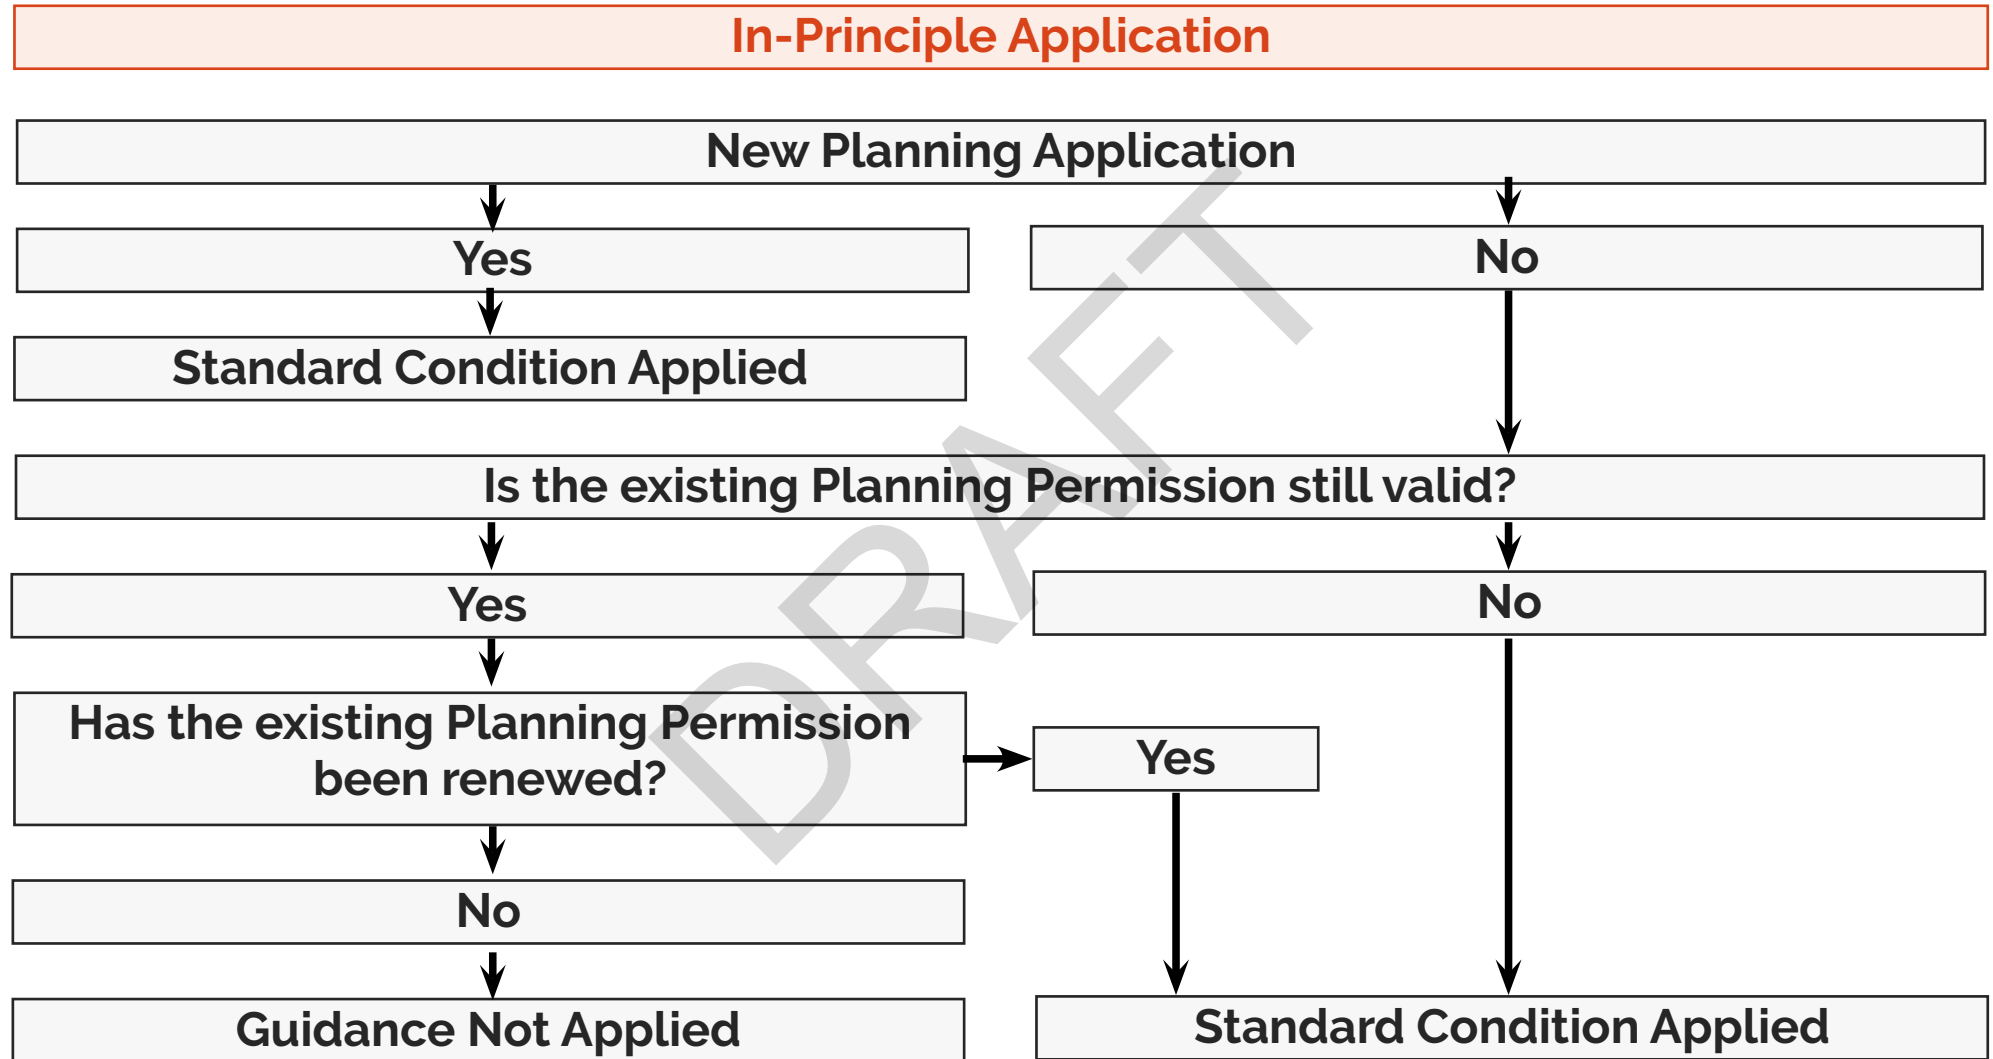 In-Principle Application
New Planning Application
Yes
No
Standard Condition Applied
Is the existing Planning Permission still valid?
Yes
No
Has the existing Planning Permission
been renewed?
Yes
No
Guidance Not Applied
Standard Condition Applied
DRAFT